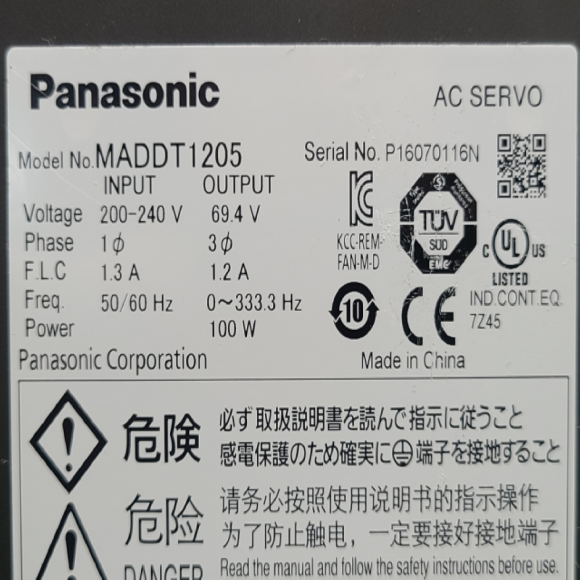 Panasonic AC SERVO
Model No. MADDT1205 Serial No. P16070116N
INPUT OUTPUT
Voltage 200-240 V 69.4 V
Phase 1ϕ 3ϕ
F.L.C 1.3 A 1.2 A
Freq. 50/60 Hz 0～333.3 Hz
Power 100 W
KCC-REM-
FAN-M-D
TÜV
SÜD
EMC
C UL US
LISTED
IND.CONT.EQ.
7Z45
10
CE
Panasonic Corporation Made in China
危険 必ず取扱説明書を読んで指示に従うこと
感電保護のため確実に⏚端子を接地すること
危险 请务必按照使用说明书的指示操作
为了防止触电，一定要接好接地端子
DANGER Read the manual and follow the safety instructions before use.